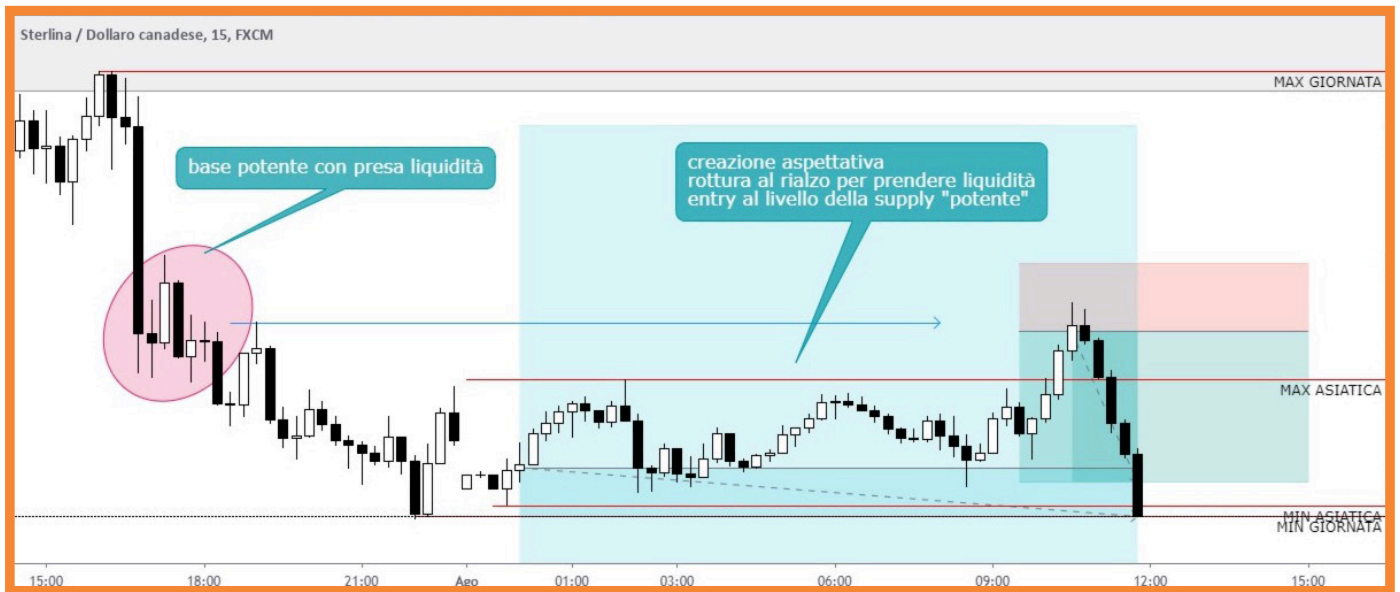 Sterlina / Dollaro canadese, 15, FXCM
MAX GIORNATA
base potente con presa liquidità
creazione aspettativa
rottura al rialzo per prendere liquidità
entry al livello della supply "potente"
MAX ASIATICA
MIN ASIATICA
MIN GIORNATA
15:00 18:00 21:00 Ago 01:00 03:00 06:00 09:00 12:00 15:00